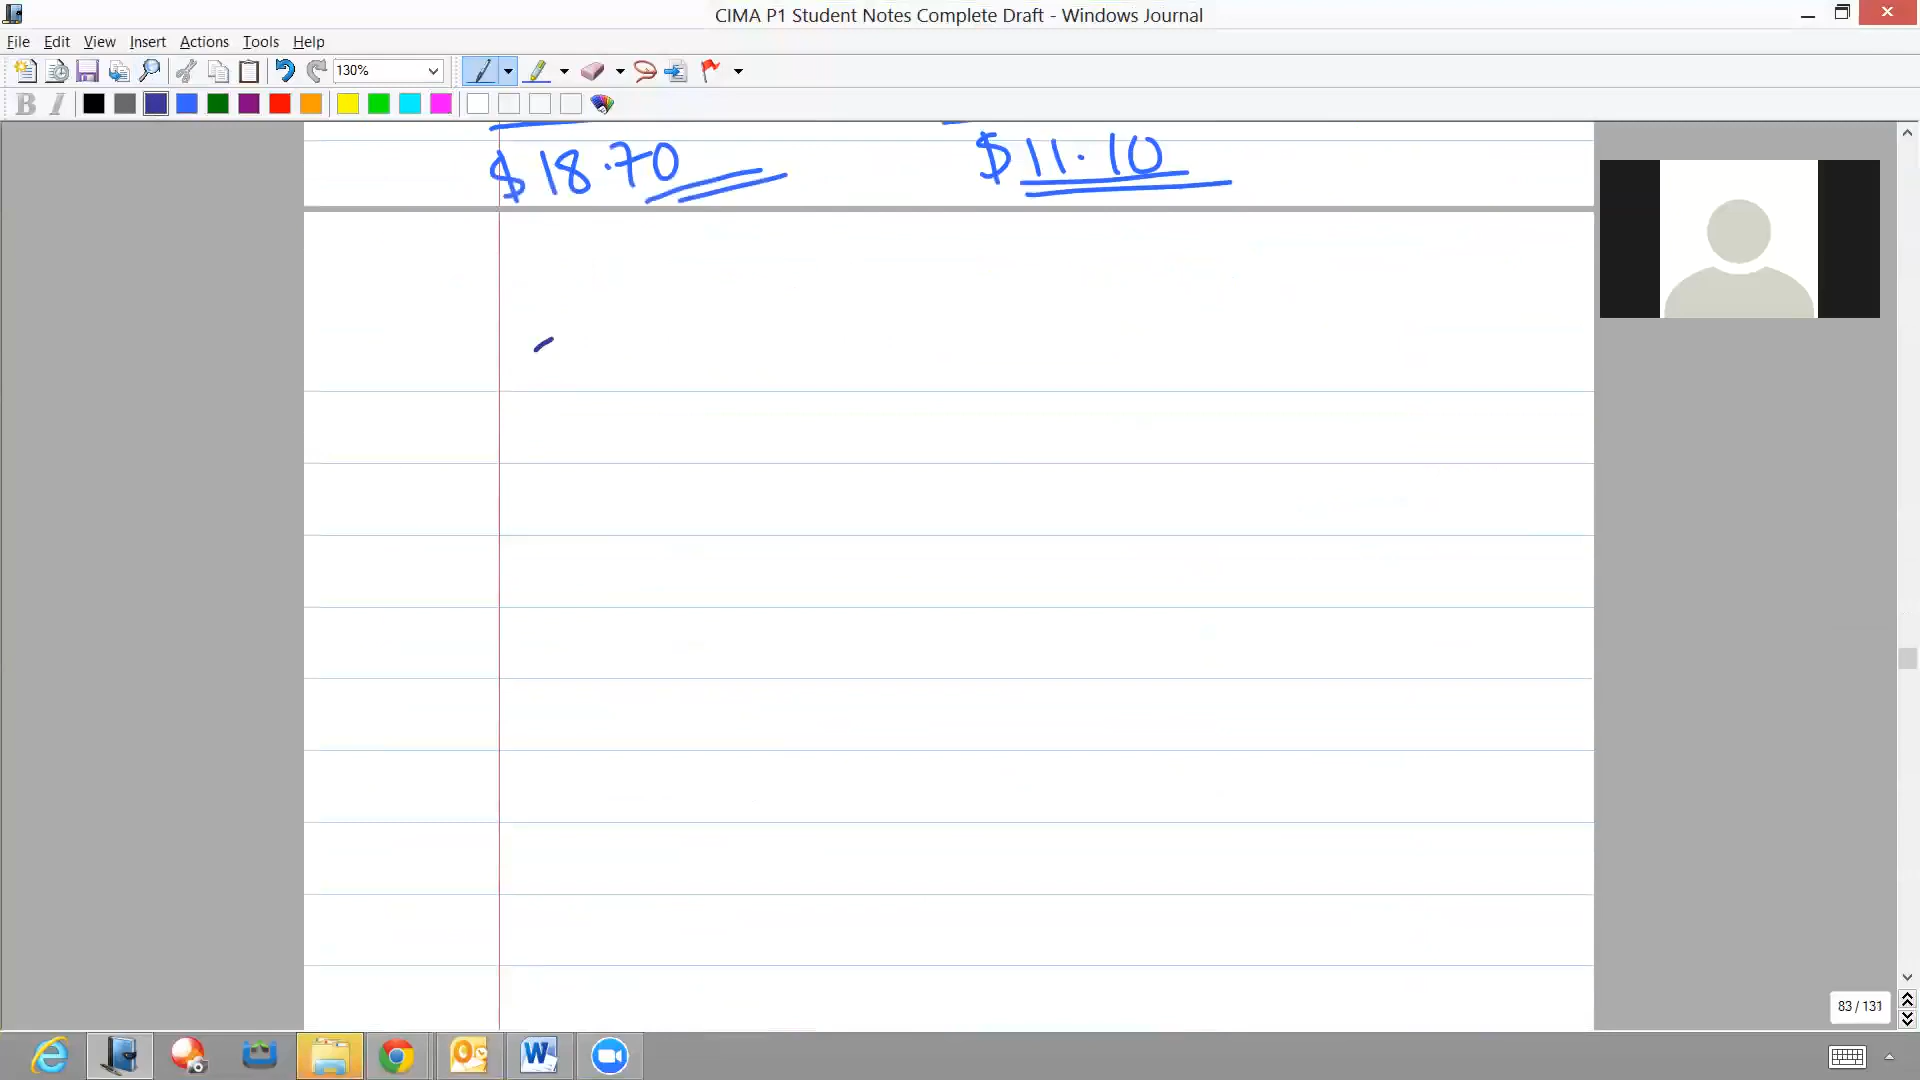 CIMA P1 Student Notes Complete Draft - Windows Journal
File Edit View Insert Actions Tools Help
130%
B I
$18.70 $11.10
83 / 131